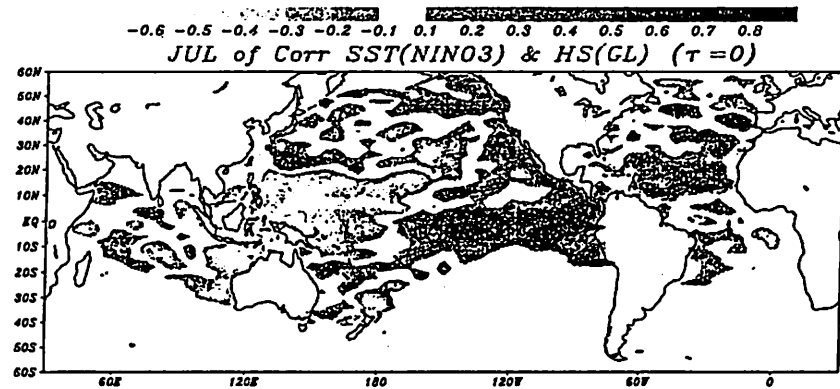 -0.6 -0.5 -0.4 -0.3 -0.2 -0.1 0.1 0.2 0.3 0.4 0.5 0.6 0.7 0.8
JUL of Corr SST(NINO3) & HS(GL) (τ=0)
60N
50N
40N
30N
20N
10N
EQ
10S
20S
30S
40S
50S
60S
60E 120E 180 120W 60W 0